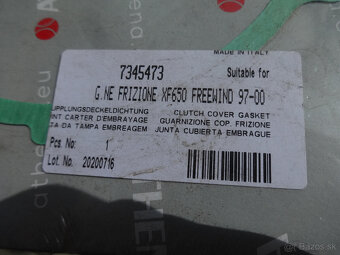 MADE IN ITALY
7345473 Suitable for
G.NE FRIZIONE XF650 FREEWIND 97-00
UPPLUNGSDECKELDICHTUNG CLUTCH COVER GASKET
INT CARTER D'EMBRAYAGE GUARNIZIONE COP. FRIZIONE
TA DA TAMPA EMBREAGEM JUNTA CUBIERTA EMBRAGUE
Pcs. No: 1
Lot. No. 20200716
© Bazos.sk